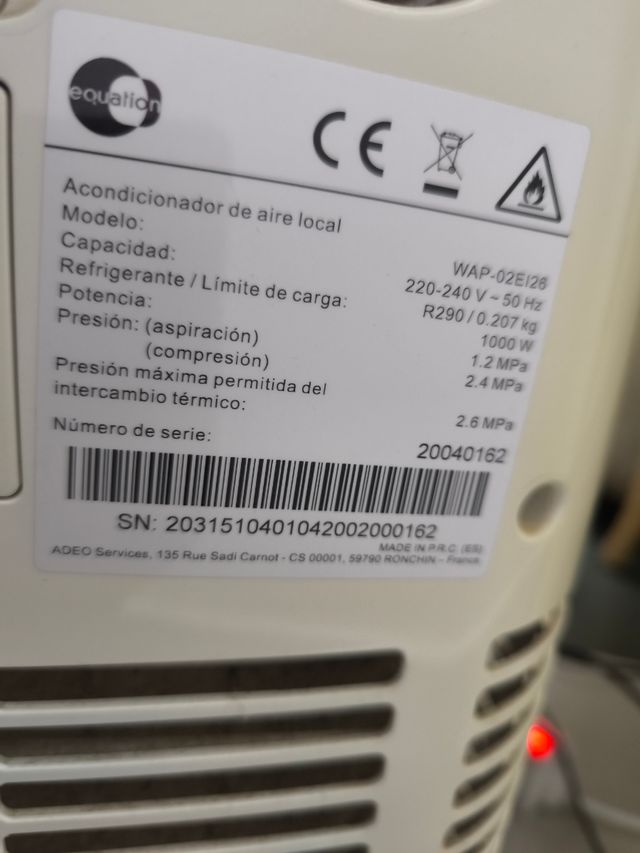 equation
CE
Acondicionador de aire local
Modelo: WAP-02EI26
Capacidad: 220-240 V ~ 50 Hz
Refrigerante / Límite de carga: R290 / 0.207 kg
Potencia: 1000 W
Presión: (aspiración) 1.2 MPa
(compresión) 2.4 MPa
Presión máxima permitida del
intercambio térmico: 2.6 MPa
Número de serie: 20040162
SN: 2031510401042002000162
MADE IN P.R.C. (ES)
ADEO Services, 135 Rue Sadi Carnot - CS 00001, 59790 RONCHIN – France